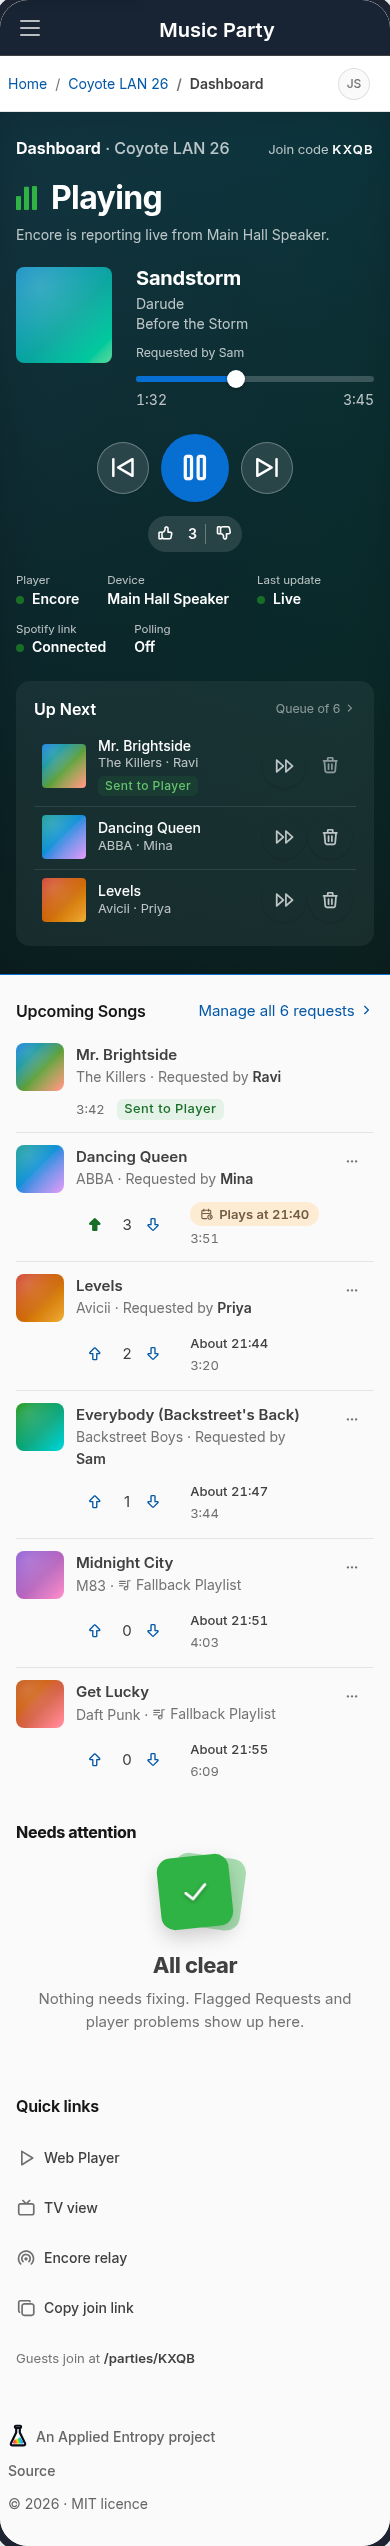 Music Party
Home / Coyote LAN 26 / Dashboard
JS
Dashboard · Coyote LAN 26
Join code KXQB
Playing
Encore is reporting live from Main Hall Speaker.
Sandstorm
Darude
Before the Storm
Requested by Sam
1:32
3:45
3
Player
Encore
Device
Main Hall Speaker
Last update
Live
Spotify link
Connected
Polling
Off
Up Next
Queue of 6
Mr. Brightside
The Killers · Ravi
Sent to Player
Dancing Queen
ABBA · Mina
Levels
Avicii · Priya
Upcoming Songs
Manage all 6 requests
Mr. Brightside
The Killers · Requested by Ravi
3:42
Sent to Player
Dancing Queen
ABBA · Requested by Mina
3
Plays at 21:40
3:51
Levels
Avicii · Requested by Priya
2
About 21:44
3:20
Everybody (Backstreet's Back)
Backstreet Boys · Requested by
Sam
1
About 21:47
3:44
Midnight City
M83 · Fallback Playlist
0
About 21:51
4:03
Get Lucky
Daft Punk · Fallback Playlist
0
About 21:55
6:09
Needs attention
All clear
Nothing needs fixing. Flagged Requests and
player problems show up here.
Quick links
Web Player
TV view
Encore relay
Copy join link
Guests join at /parties/KXQB
An Applied Entropy project
Source
© 2026 · MIT licence